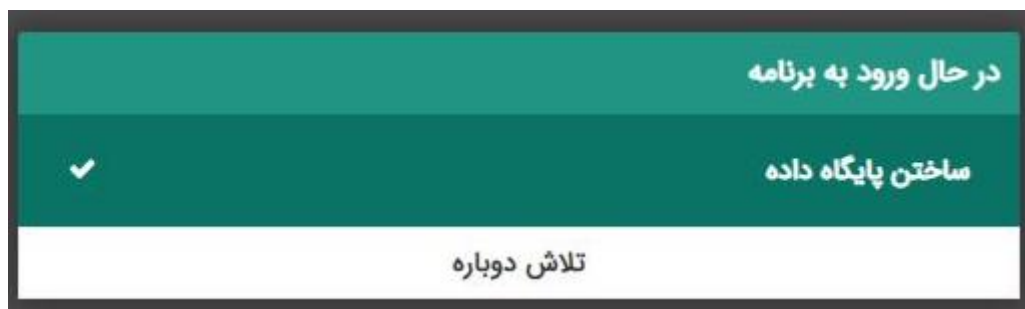 در حال ورود به برنامه
ساختن پایگاه داده
تلاش دوباره